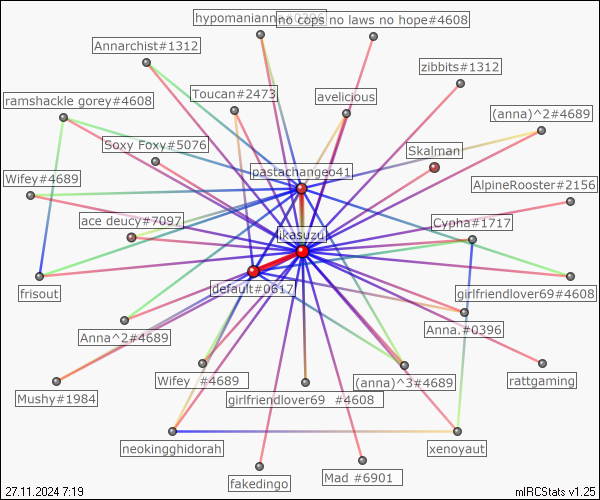 hypomanianna#0396
no cops no laws no hope#4608
Annarchist#1312
zibbits#1312
Toucan#2473
avelicious
ramshackle gorey#4608
(anna)^2#4689
Soxy Foxy#5076
Skalman
pastachangeo41
Wifey#4689
AlpineRooster#2156
ace deucy#7097
Cypha#1717
ikasuzu
default#0617
frisout
girlfriendlover69#4608
Anna.#0396
Anna^2#4689
Wifey #4689
(anna)^3#4689
rattgaming
Mushy#1984
girlfriendlover69 #4608
neokingghidorah
xenoyaut
fakedingo
Mad #6901
27.11.2024 7:19
mIRCStats v1.25